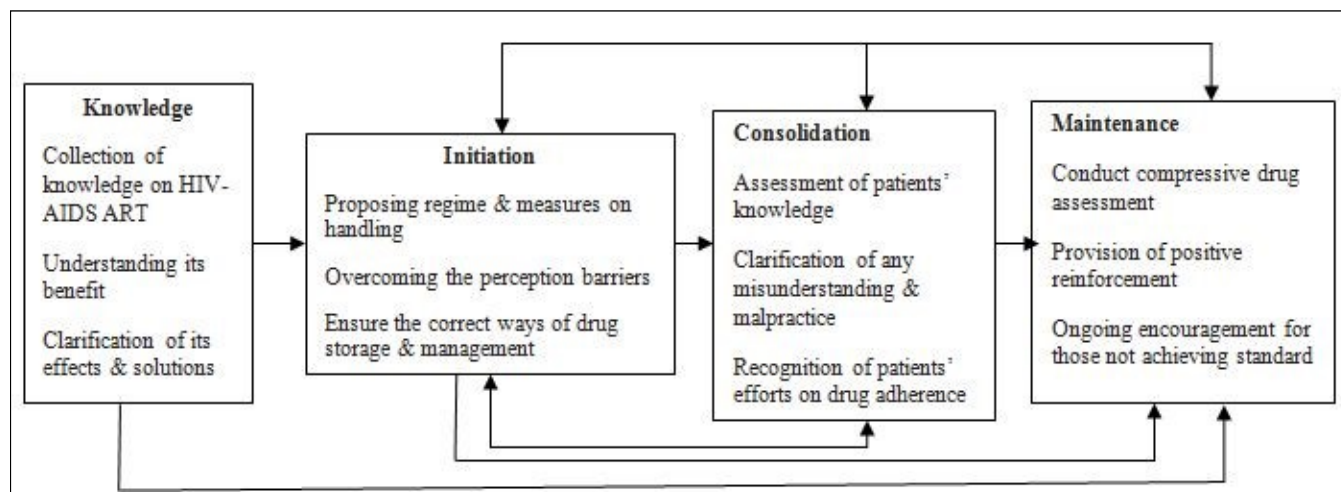 Knowledge
Collection of
knowledge on HIV-
AIDS ART
Understanding its
benefit
Clarification of its
effects & solutions
Initiation
Proposing regime & measures on
handling
Overcoming the perception barriers
Ensure the correct ways of drug
storage & management
Consolidation
Assessment of patients’
knowledge
Clarification of any
misunderstanding &
malpractice
Recognition of patients’
efforts on drug adherence
Maintenance
Conduct compressive drug
assessment
Provision of positive
reinforcement
Ongoing encouragement for
those not achieving standard